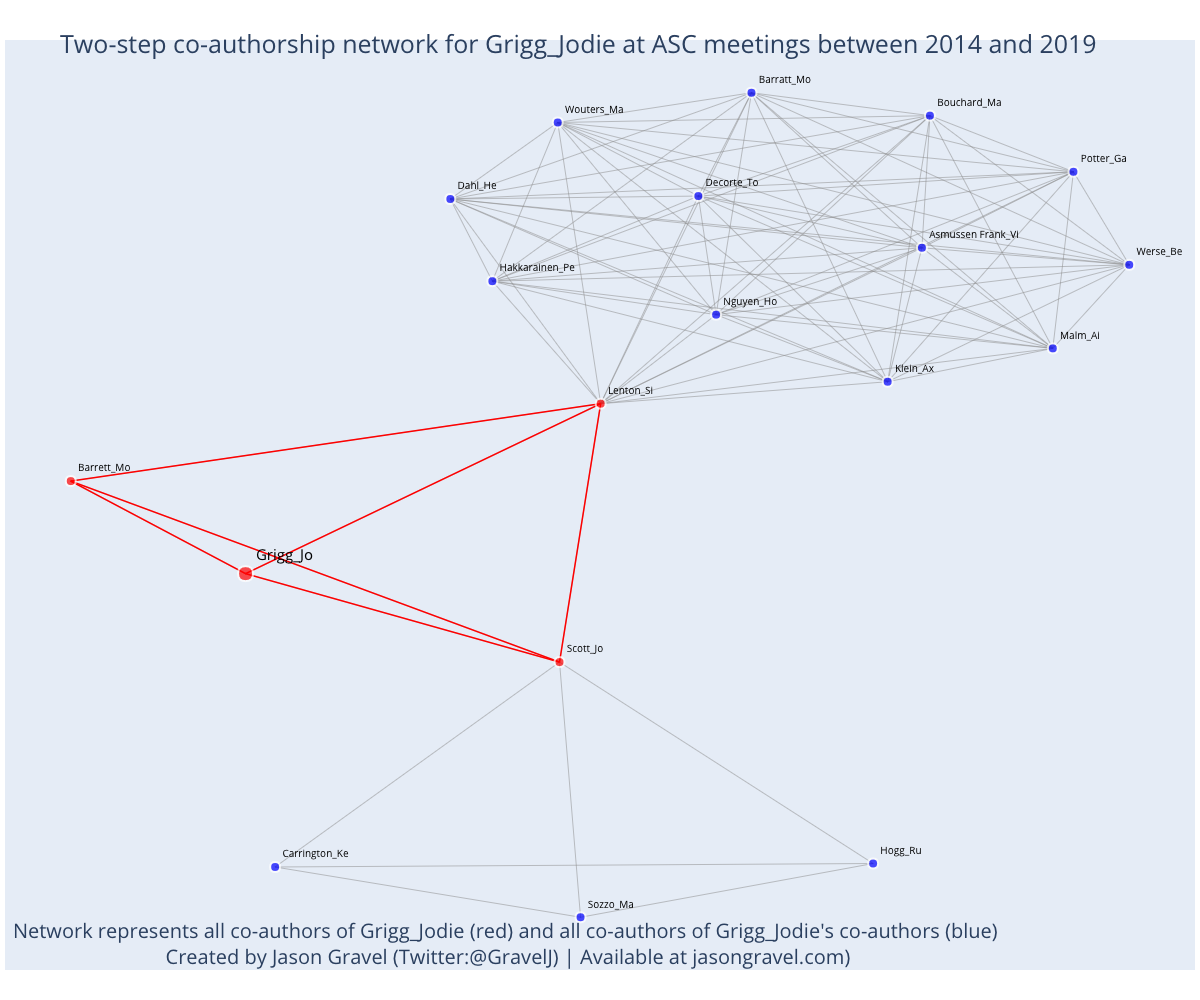 Two-step co-authorship network for Grigg_Jodie at ASC meetings between 2014 and 2019
Barratt_Mo
Bouchard_Ma
Wouters_Ma
Potter_Ga
Dahl_He
Decorte_To
Asmussen Frank_Vi
Werse_Be
Hakkarainen_Pe
Nguyen_Ho
Malm_Ai
Klein_Ax
Lenton_Si
Barrett_Mo
Grigg_Jo
Scott_Jo
Carrington_Ke
Hogg_Ru
Sozzo_Ma
Network represents all co-authors of Grigg_Jodie (red) and all co-authors of Grigg_Jodie's co-authors (blue)
Created by Jason Gravel (Twitter:@GravelJ) | Available at jasongravel.com)